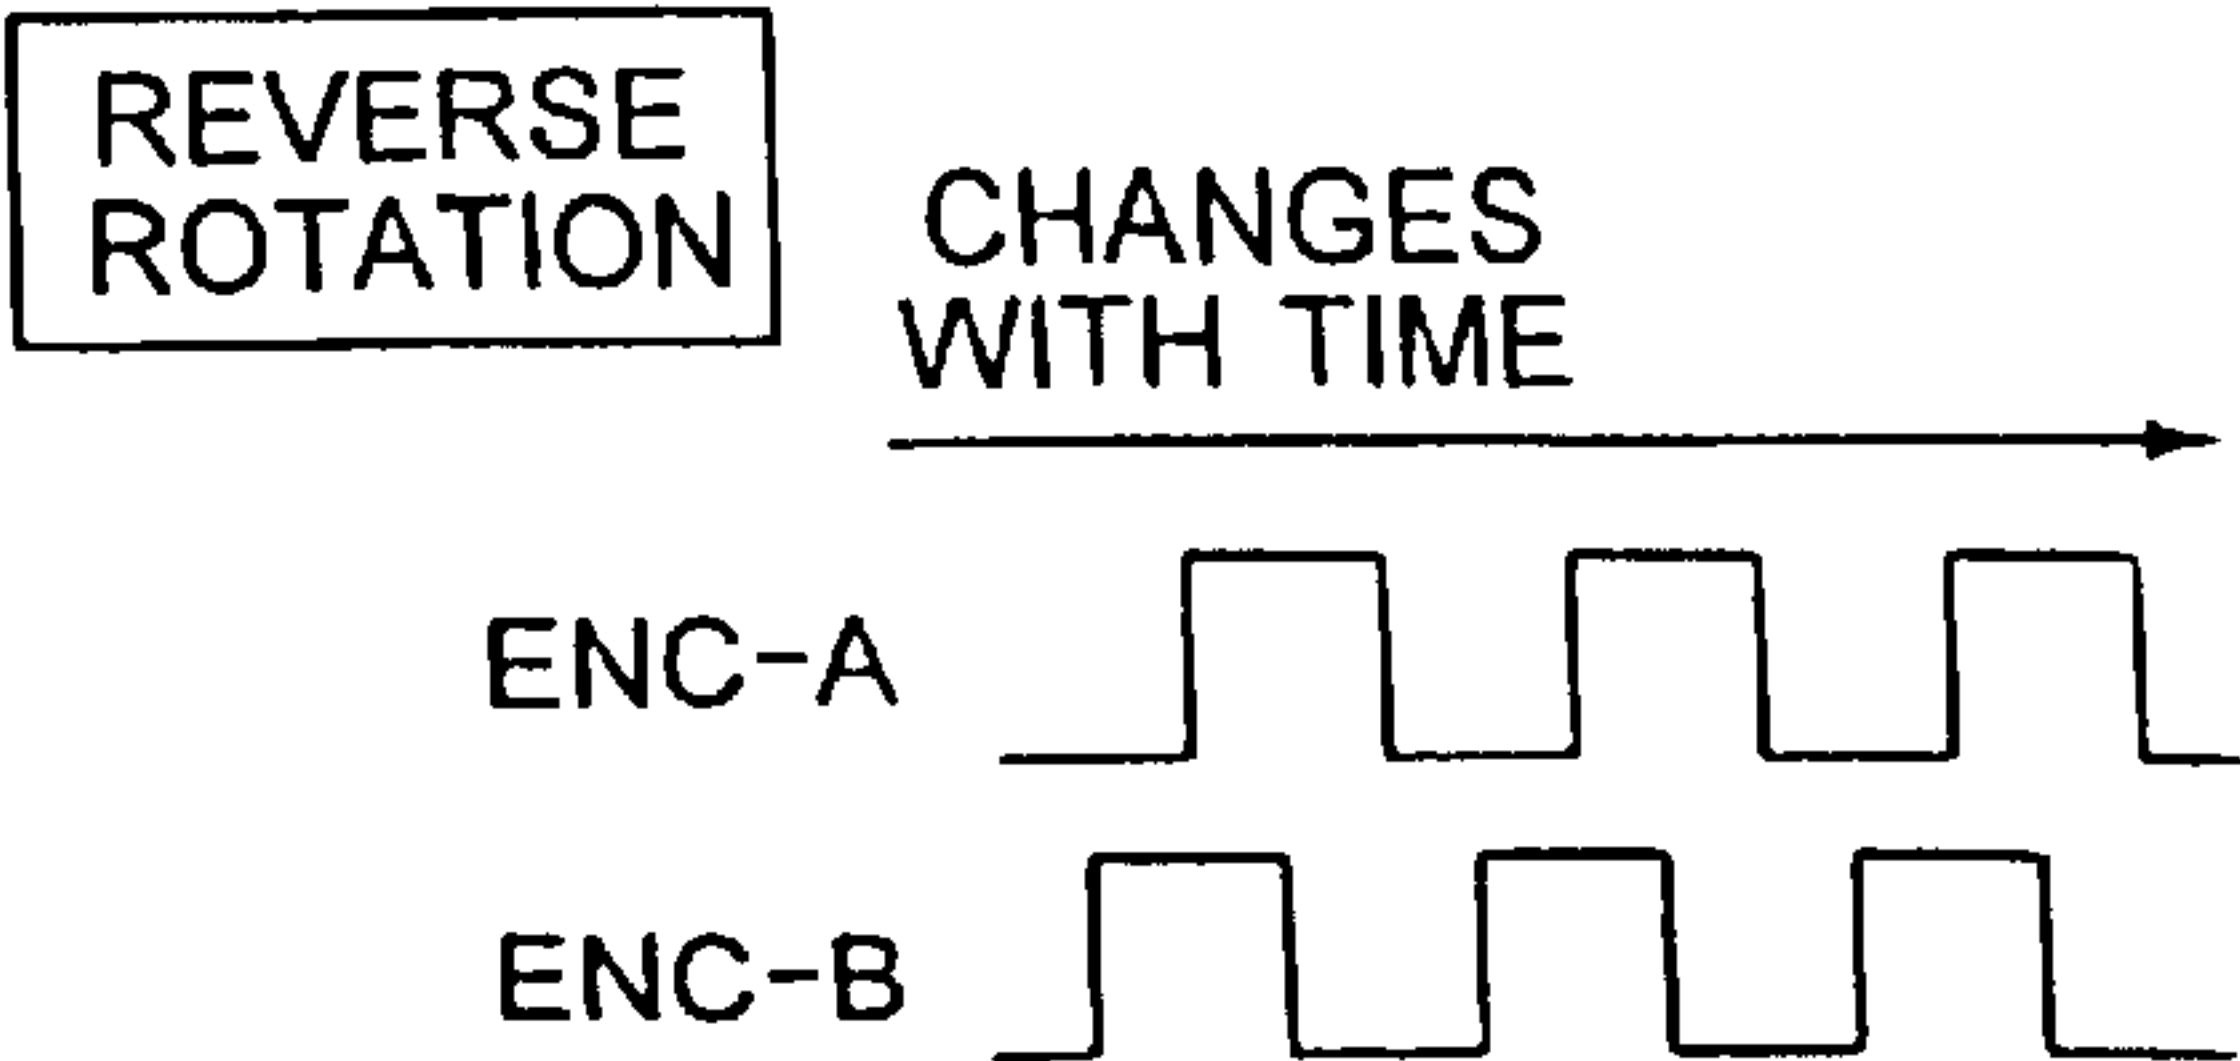 REVERSE
ROTATION
CHANGES
WITH TIME
ENC-A
ENC-B